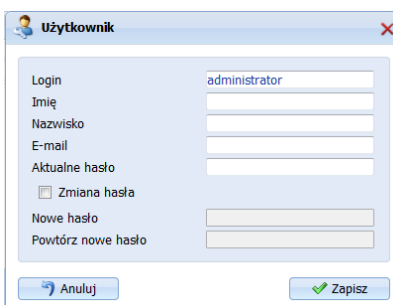 Użytkownik
Login administrator
Imię
Nazwisko
E-mail
Aktualne hasło
Zmiana hasła
Nowe hasło
Powtórz nowe hasło
Anuluj Zapisz